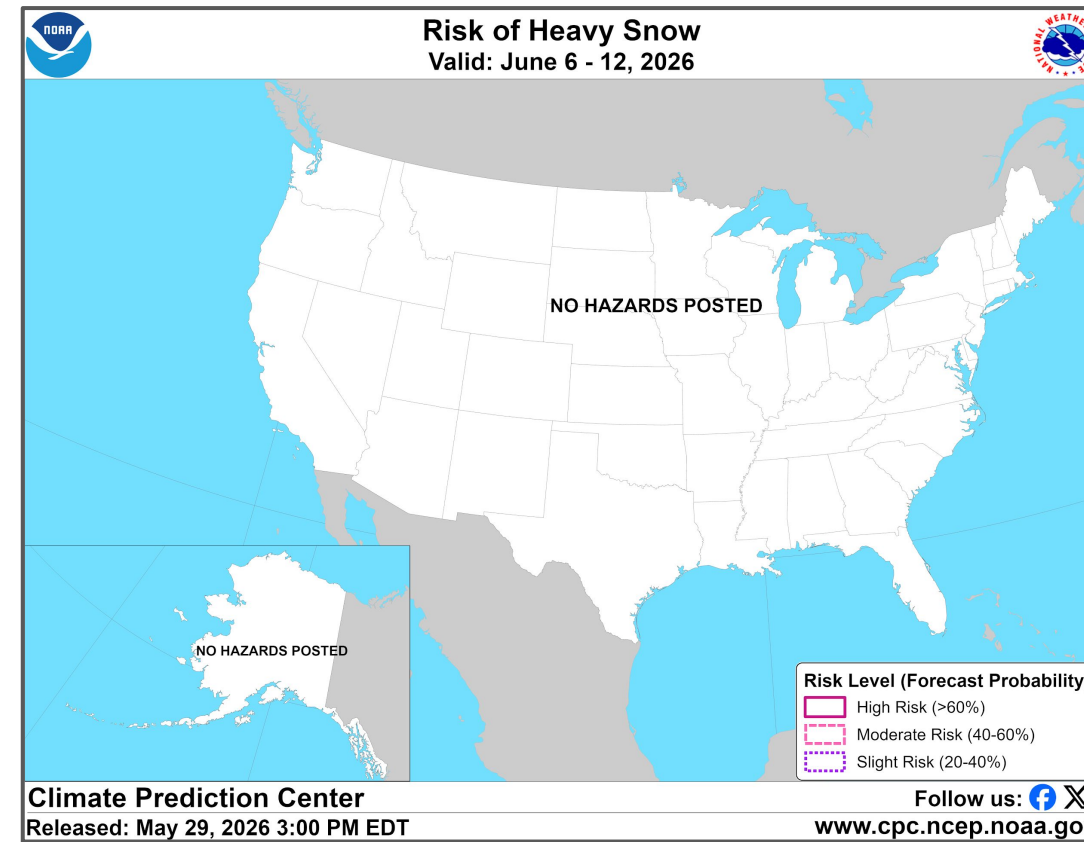 NOAA
Risk of Heavy Snow
Valid: June 6 - 12, 2026
NO HAZARDS POSTED
NO HAZARDS POSTED
Risk Level (Forecast Probability
High Risk (>60%)
Moderate Risk (40-60%)
Slight Risk (20-40%)
Climate Prediction Center
Follow us:
Released: May 29, 2026 3:00 PM EDT
www.cpc.ncep.noaa.go